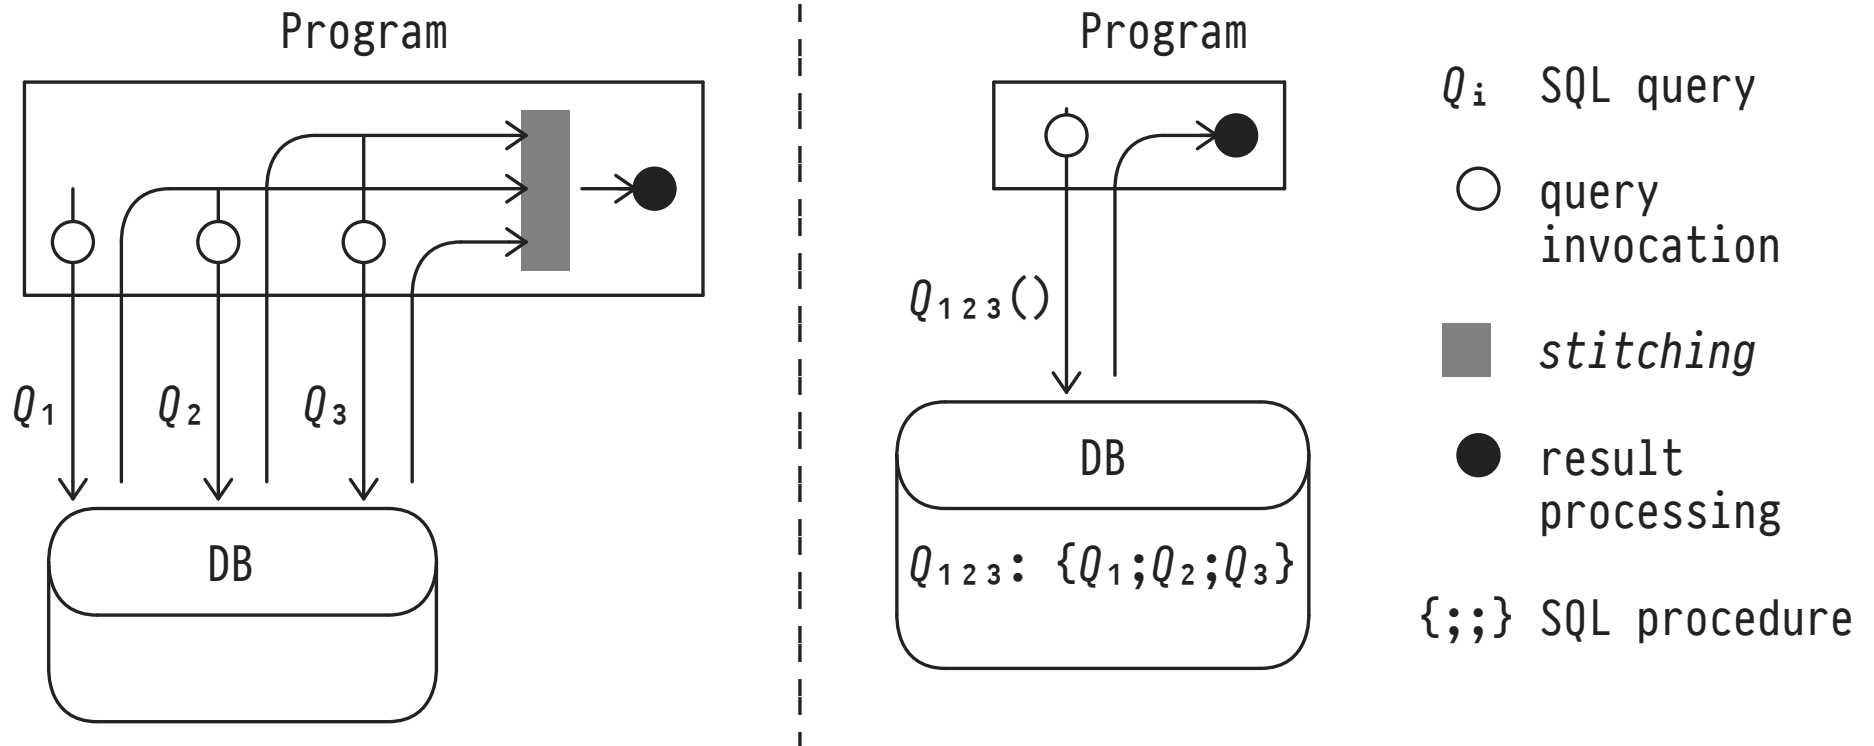 Program
Q₁
Q₂
Q₃
DB
Program
Q₁₂₃()
DB
Q₁₂₃: {Q₁;Q₂;Q₃}
Qᵢ SQL query
query
invocation
stitching
result
processing
{;;} SQL procedure